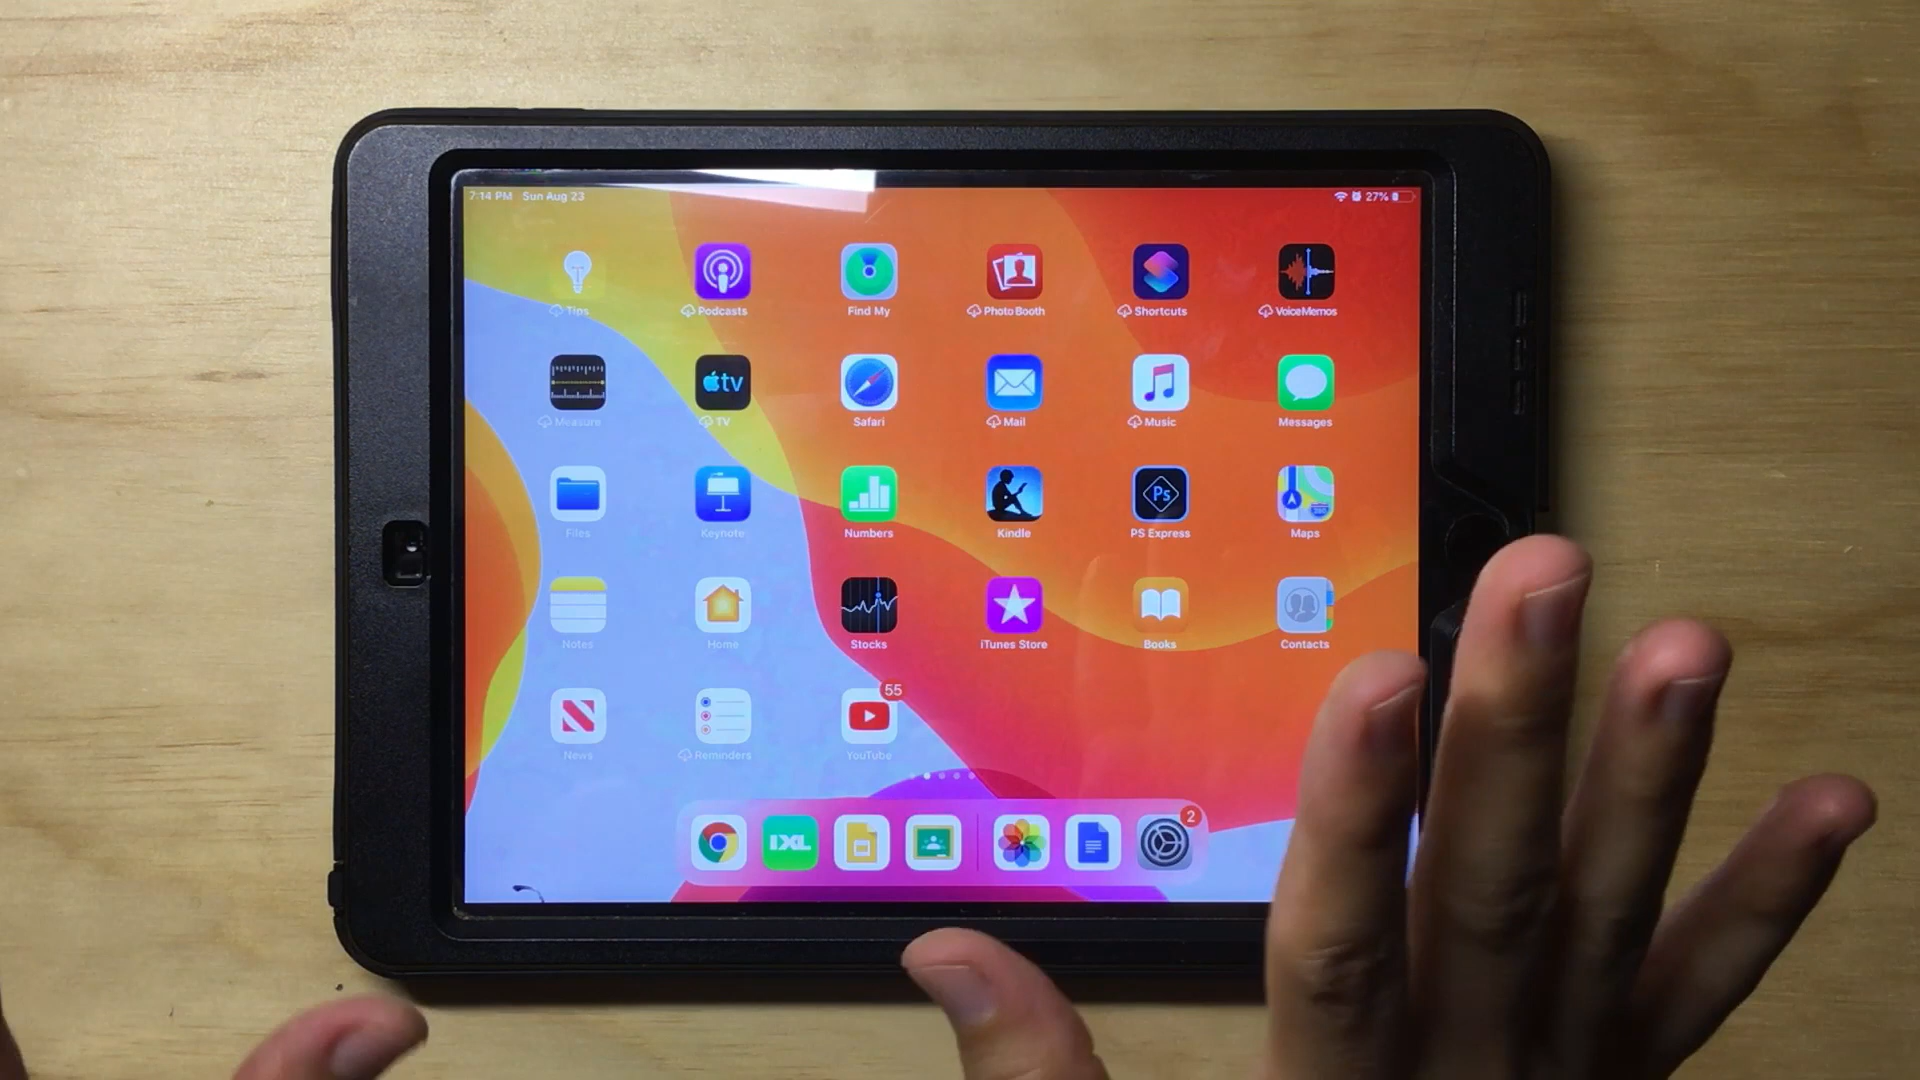 7:14 PM Sun Aug 23 27%
Tips Podcasts Find My Photo Booth Shortcuts Voice Memos
tv
Measure TV Safari Mail Music Messages
Ps
280
Files Keynote Numbers Kindle PS Express Maps
Notes Home Stocks iTunes Store Books Contacts
55
News Reminders YouTube
2
IXL